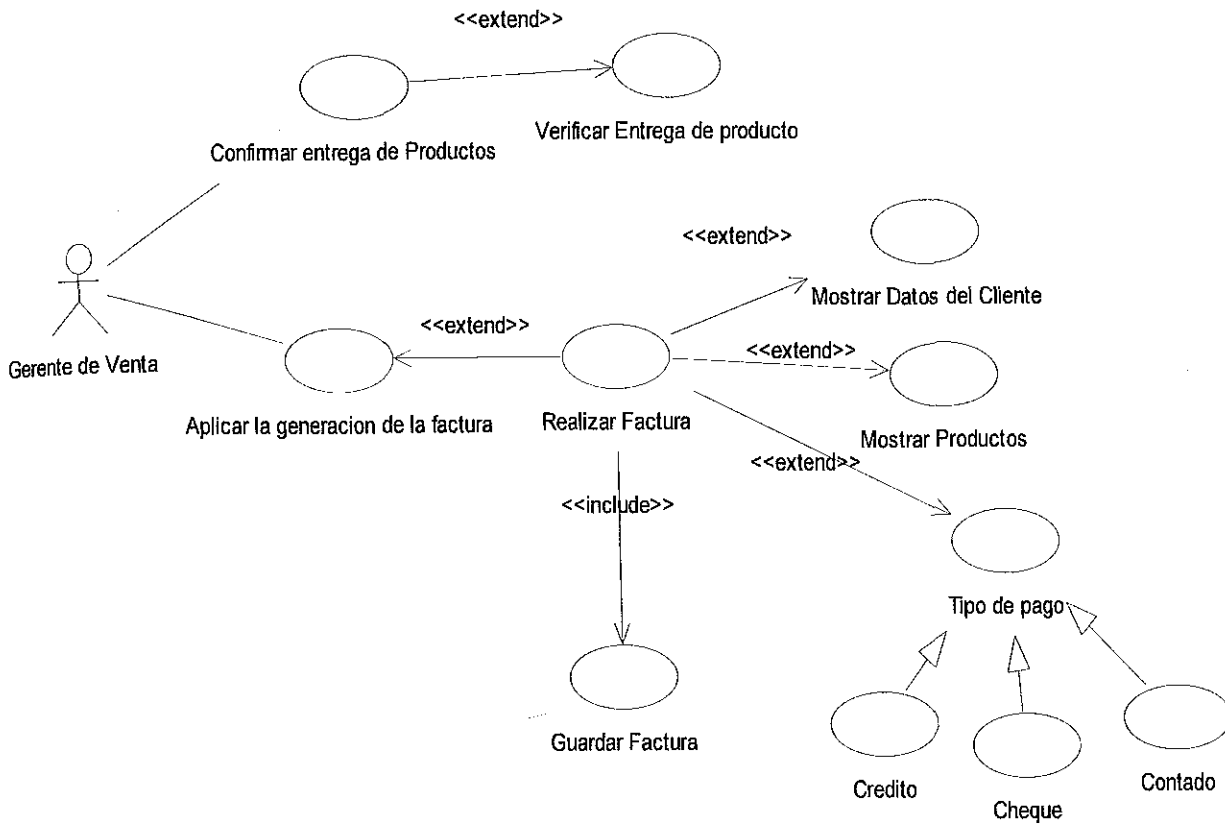 <<extend>>
Verificar Entrega de producto
Confirmar entrega de Productos
<<extend>>
Mostrar Datos del Cliente
<<extend>>
<<extend>>
Gerente de Venta
Aplicar la generacion de la factura
Realizar Factura
Mostrar Productos
<<extend>>
<<include>>
Tipo de pago
Guardar Factura
Credito
Cheque
Contado